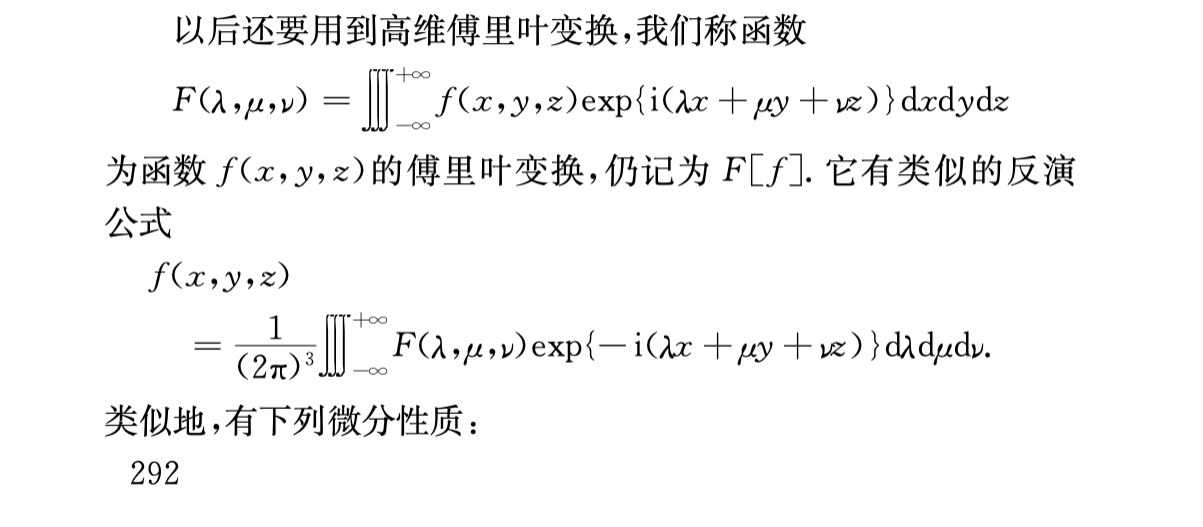 以后还要用到高维傅里叶变换,我们称函数
F(λ,μ,ν) = ∭_{-∞}^{+∞} f(x,y,z)exp{i(λx+μy+νz)}dxdydz
为函数 f(x,y,z)的傅里叶变换,仍记为 F[f]. 它有类似的反演
公式
f(x,y,z)
= \frac{1}{(2π)^3} ∭_{-∞}^{+∞} F(λ,μ,ν)exp{-i(λx+μy+νz)}dλdμdν.
类似地,有下列微分性质:
292